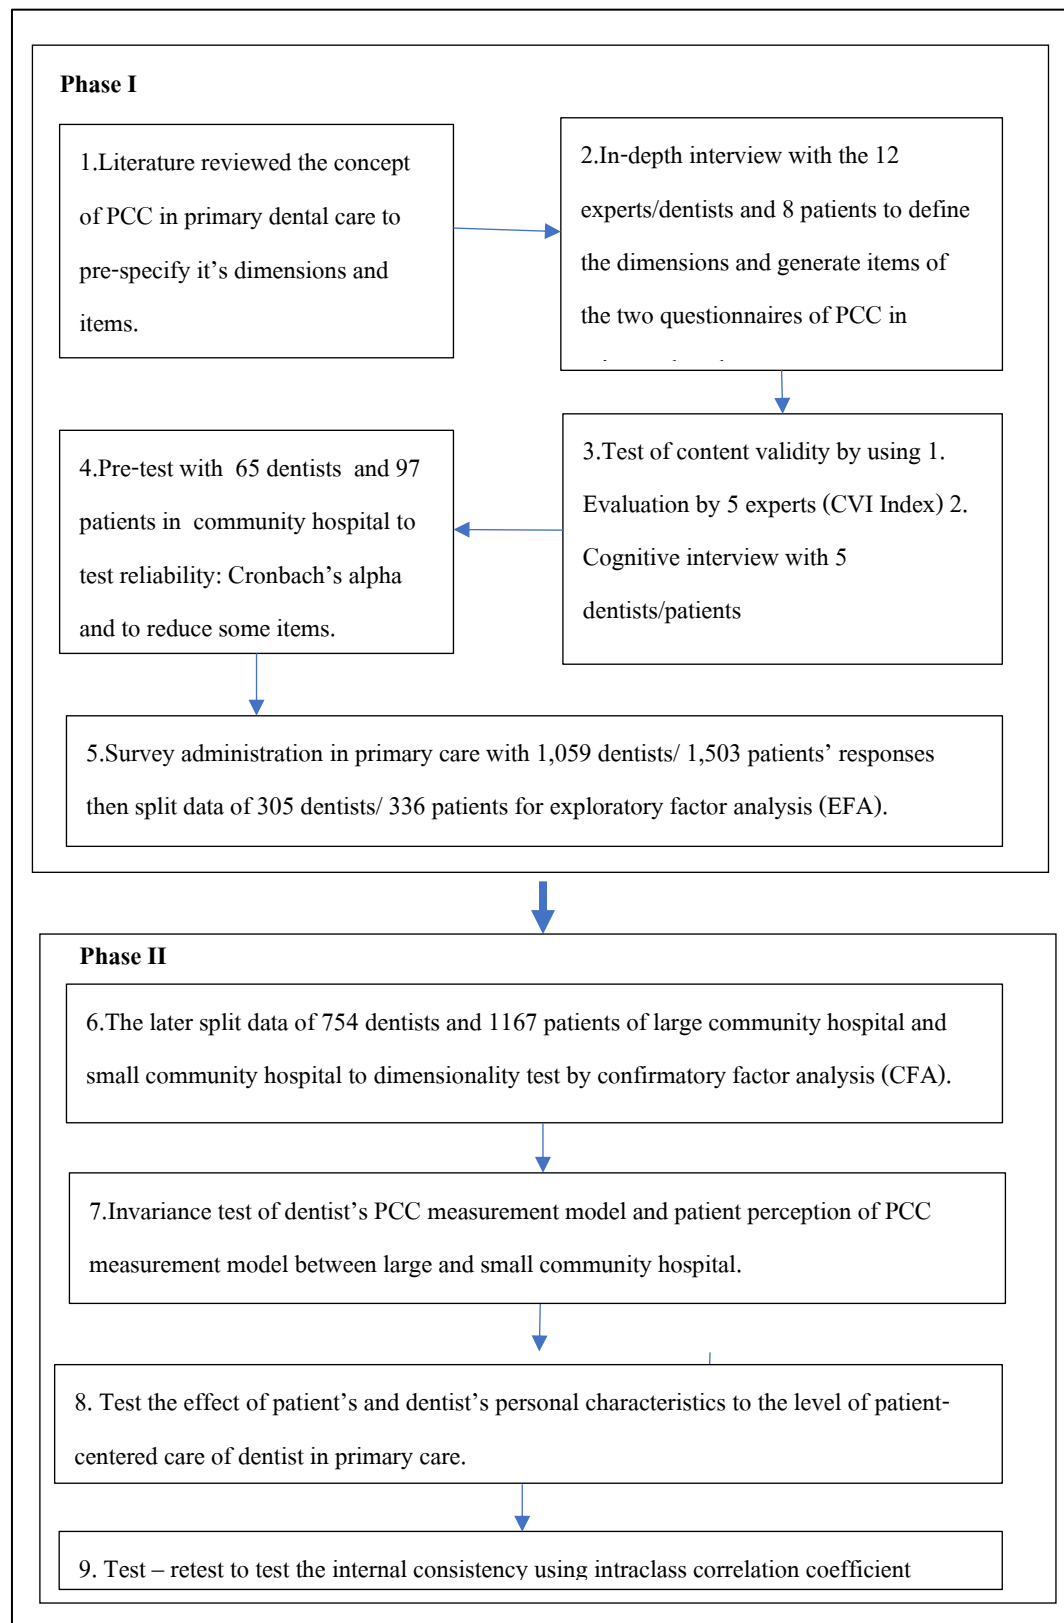 Phase I
1.Literature reviewed the concept
of PCC in primary dental care to
pre-specify it’s dimensions and
items.
2.In-depth interview with the 12
experts/dentists and 8 patients to define
the dimensions and generate items of
the two questionnaires of PCC in
3.Test of content validity by using 1.
Evaluation by 5 experts (CVI Index) 2.
Cognitive interview with 5
dentists/patients
4.Pre-test with 65 dentists and 97
patients in community hospital to
test reliability: Cronbach’s alpha
and to reduce some items.
5.Survey administration in primary care with 1,059 dentists/ 1,503 patients’ responses
then split data of 305 dentists/ 336 patients for exploratory factor analysis (EFA).
Phase II
6.The later split data of 754 dentists and 1167 patients of large community hospital and
small community hospital to dimensionality test by confirmatory factor analysis (CFA).
7.Invariance test of dentist’s PCC measurement model and patient perception of PCC
measurement model between large and small community hospital.
8. Test the effect of patient’s and dentist’s personal characteristics to the level of patient-
centered care of dentist in primary care.
9. Test – retest to test the internal consistency using intraclass correlation coefficient